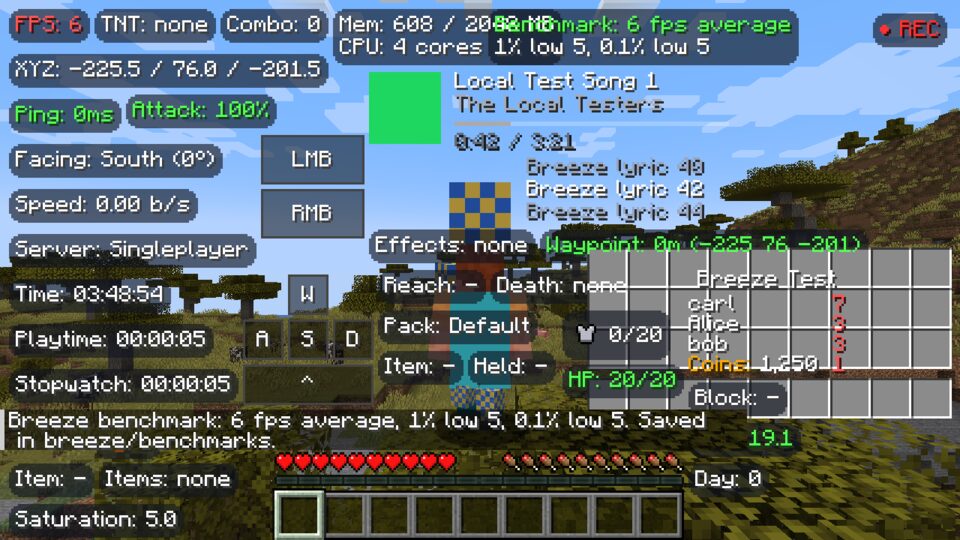 FPS: 6 TNT: none Combo: 0 Mem: 608 / 2048 MB Benchmark: 6 fps average REC
CPU: 4 cores 1% low 5, 0.1% low 5
XYZ: -225.5 / 76.0 / -201.5
Local Test Song 1
The Local Testers
Ping: 0ms Attack: 100%
0:42 / 3:21
Facing: South (0°) LMB
Breeze lyric 40
Breeze lyric 42
Speed: 0.00 b/s RMB
Breeze lyric 44
Server: Singleplayer Effects: none Waypoint: 0m (-225 76 -201)
Breeze Test
Time: 03:48:54 W Reach: - Death: none
carl 7
Alice 3
Playtime: 00:00:05 A S D Pack: Default 0/20
bob 3
Coins: 1,250 1
Stopwatch: 00:00:05 ^ Item: - Held: - HP: 20/20
Block: -
Breeze benchmark: 6 fps average, 1% low 5, 0.1% low 5. Saved
in breeze/benchmarks.
19.1
Item: - Items: none Day: 0
Saturation: 5.0